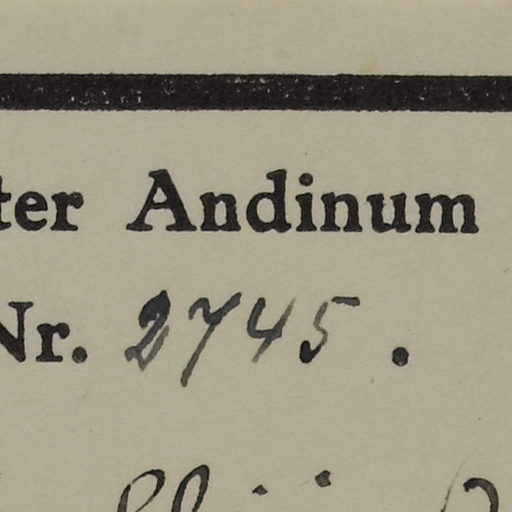 ter Andinum
Nr. 2745.